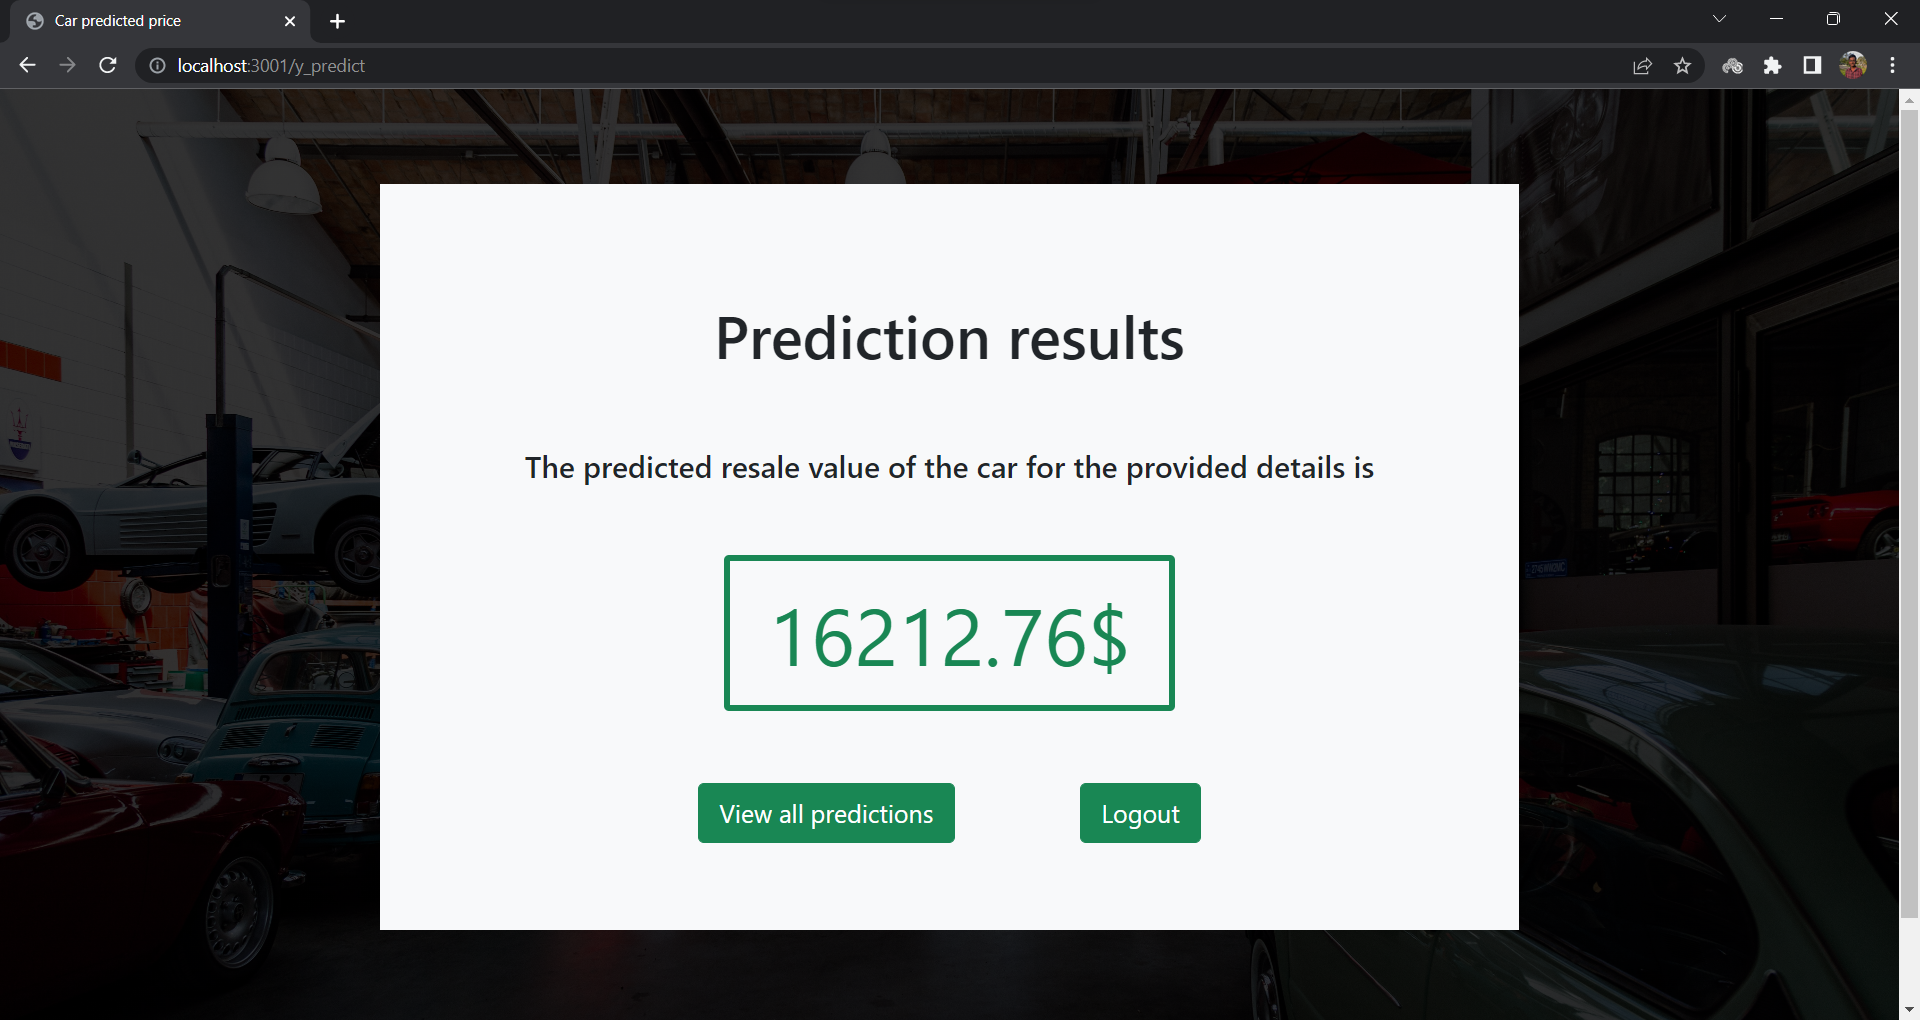 Car predicted price
localhost:3001/y_predict
Prediction results
The predicted resale value of the car for the provided details is
16212.76$
View all predictions
Logout